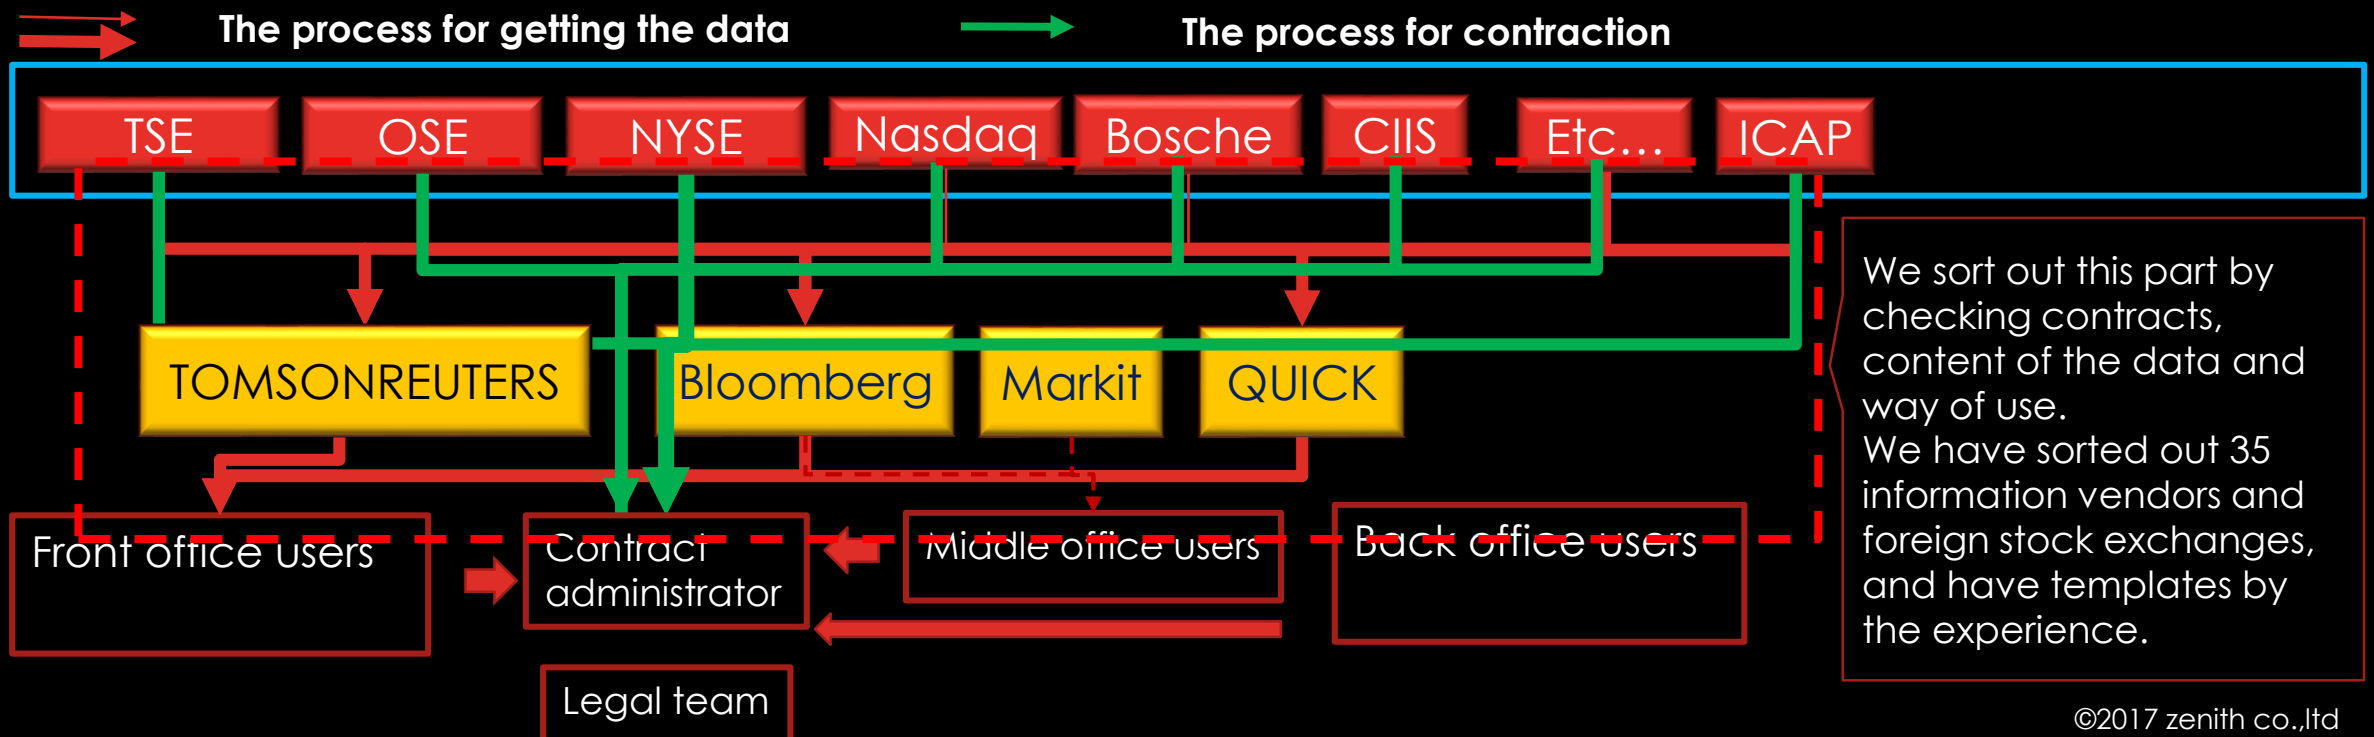 The process for getting the data
The process for contraction
TSE
OSE
NYSE
Nasdaq
Bosche
CIIS
Etc...
ICAP
TOMSONREUTERS
Bloomberg
Markit
QUICK
We sort out this part by
checking contracts,
content of the data and
way of use.
We have sorted out 35
information vendors and
foreign stock exchanges,
and have templates by
the experience.
Front office users
Contract
administrator
Middle office users
Back office users
Legal team
©2017 zenith co.,ltd